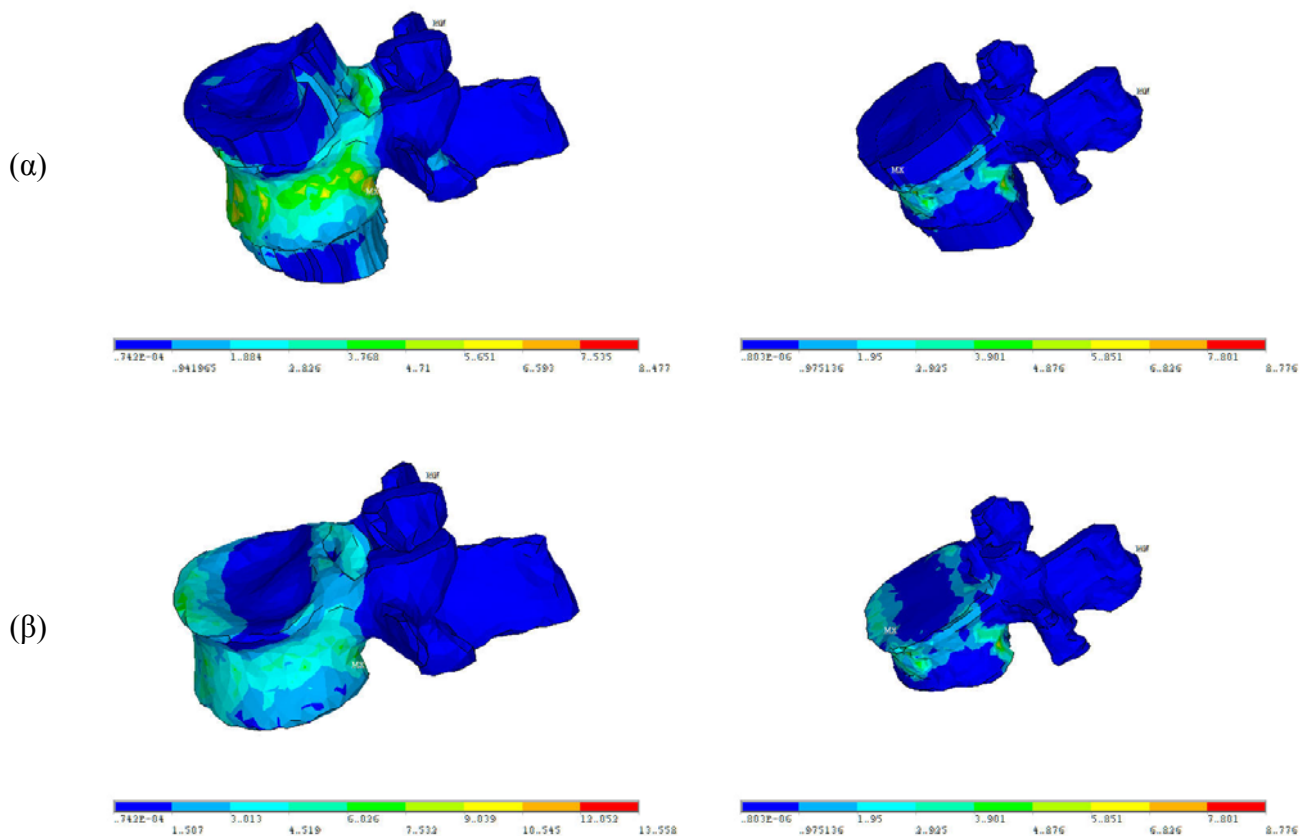 (α)
MX
MX
.742E-04 1.884 3.768 5.651 7.535
.941965 2.826 4.71 6.593 8.477
.803E-06 1.95 3.901 5.851 7.801
.975136 2.925 4.876 6.826 8.776
(β)
MX
MX
.742E-04 3.013 6.026 9.039 12.052
1.507 4.519 7.532 10.545 13.558
.803E-06 1.95 3.901 5.851 7.801
.975136 2.925 4.876 6.826 8.776